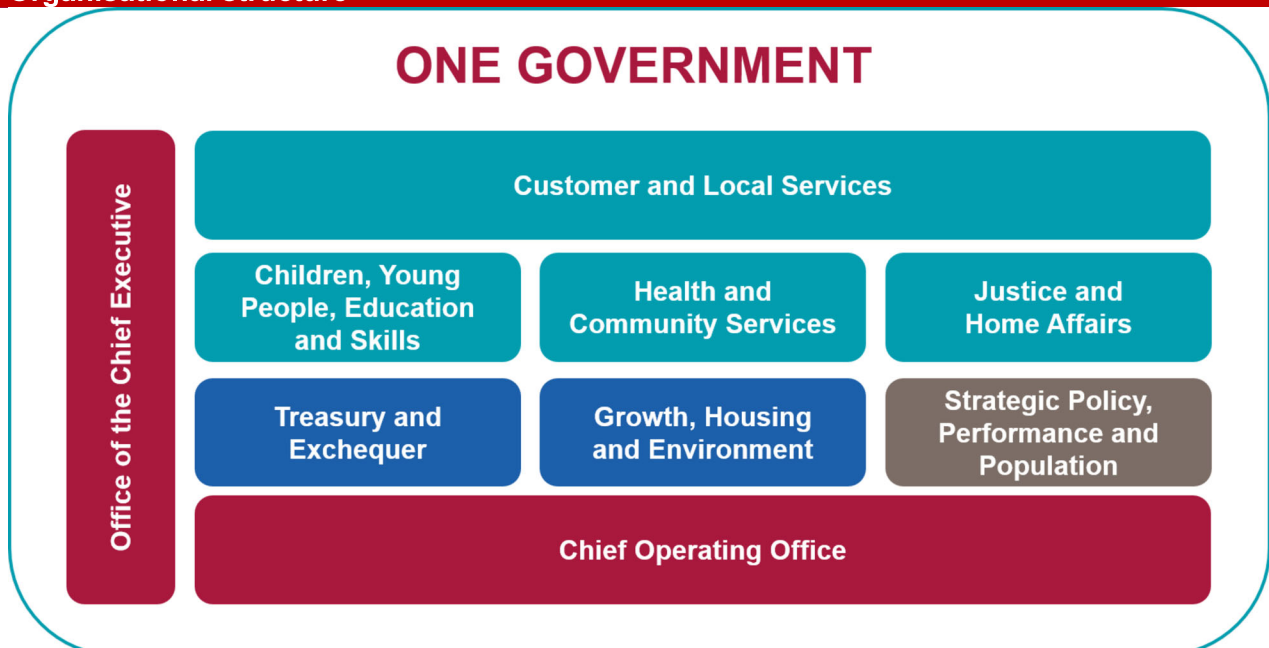 Organisational structure
ONE GOVERNMENT
Office of the Chief Executive
Customer and Local Services
Children, Young
People, Education
and Skills
Health and
Community Services
Justice and
Home Affairs
Treasury and
Exchequer
Growth, Housing
and Environment
Strategic Policy,
Performance and
Population
Chief Operating Office